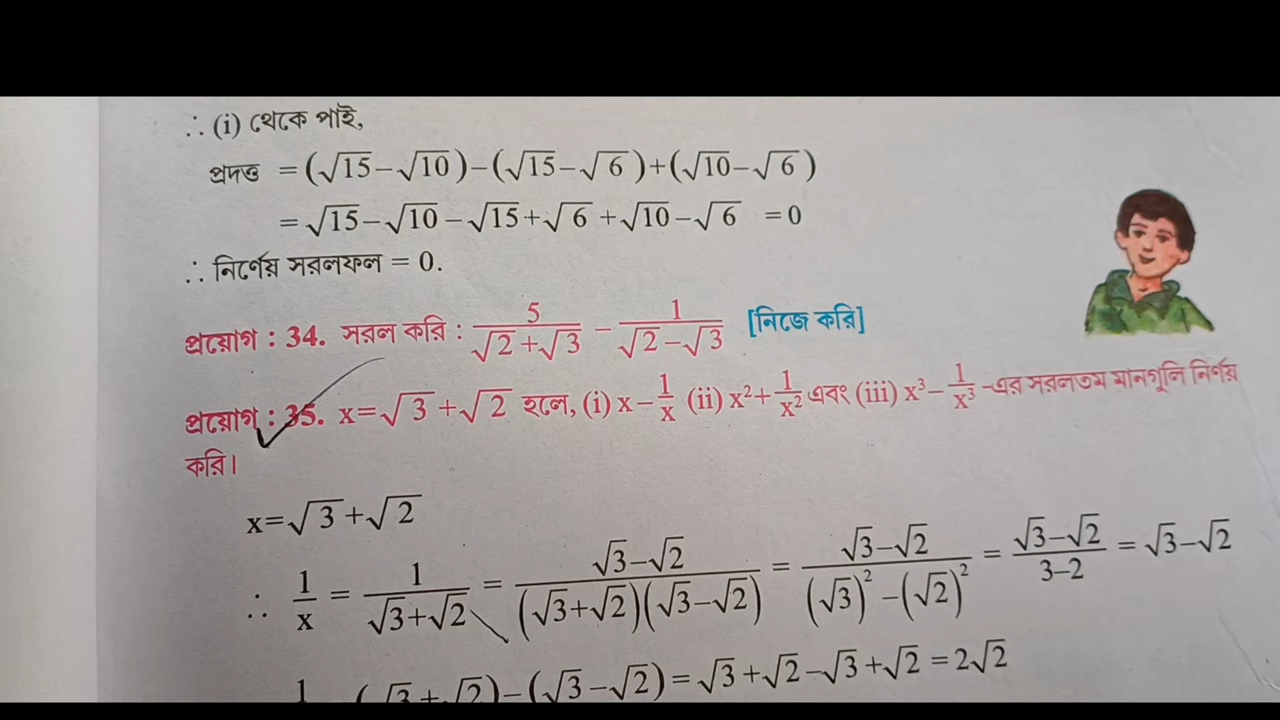 ∴ (i) থেকে পাই,
প্রদত্ত = (√15 − √10) − (√15 − √6) + (√10 − √6)
= √15 − √10 − √15 + √6 + √10 − √6 = 0
∴ নির্ণেয় সরলফল = 0.
প্রয়োগ : 34. সরল করি : 5/(√2+√3) − 1/(√2−√3) [নিজে করি]
প্রয়োগ : 35. x=√3+√2 হলে, (i) x−1/x (ii) x²+1/x² এবং (iii) x³−1/x³ -এর সরলতম মানগুলি নির্ণয়
করি।
x=√3+√2
∴ 1/x = 1/(√3+√2) = (√3−√2)/((√3+√2)(√3−√2)) = (√3−√2)/((√3)²−(√2)²) = (√3−√2)/(3−2) = √3−√2
1 (√3+√2)−(√3−√2) = √3+√2−√3+√2 = 2√2